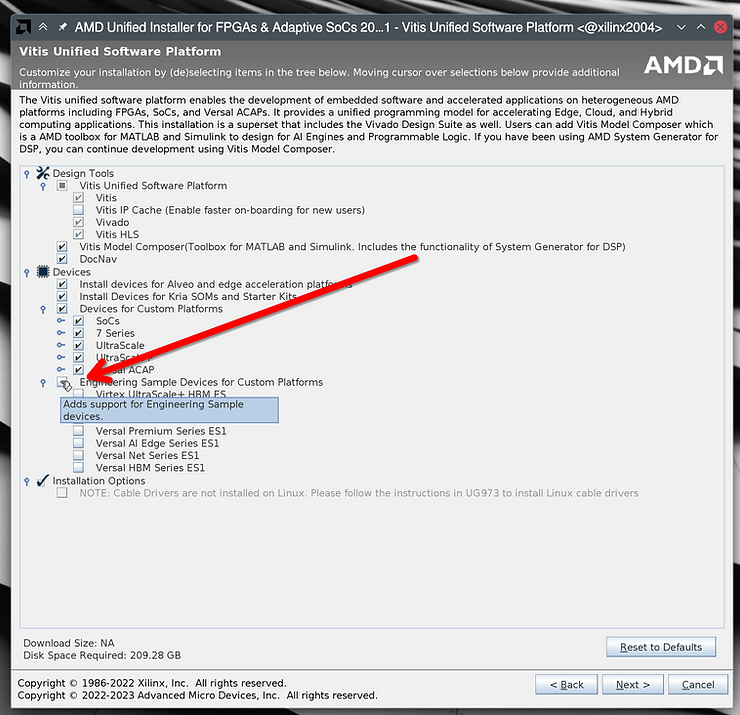 AMD Unified Installer for FPGAs & Adaptive SoCs 20...1 - Vitis Unified Software Platform <@xilinx2004>
Vitis Unified Software Platform
Customize your installation by (de)selecting items in the tree below. Moving cursor over selections below provide additional
information.
AMD
The Vitis unified software platform enables the development of embedded software and accelerated applications on heterogeneous AMD
platforms including FPGAs, SoCs, and Versal ACAPs. It provides a unified programming model for accelerating Edge, Cloud, and Hybrid
computing applications. This installation is a superset that includes the Vivado Design Suite as well. Users can add Vitis Model Composer which
is a AMD toolbox for MATLAB and Simulink to design for AI Engines and Programmable Logic. If you have been using AMD System Generator for
DSP, you can continue development using Vitis Model Composer.
Design Tools
Vitis Unified Software Platform
Vitis
Vitis IP Cache (Enable faster on-boarding for new users)
Vivado
Vitis HLS
Vitis Model Composer(Toolbox for MATLAB and Simulink. Includes the functionality of System Generator for DSP)
DocNav
Devices
Install devices for Alveo and edge acceleration platforms
Install Devices for Kria SOMs and Starter Kits
Devices for Custom Platforms
SoCs
7 Series
UltraScale
ACAP
Engineering Sample Devices for Custom Platforms
Virtex UltraScale+ HBM ES
Adds support for Engineering Sample
devices.
Versal Premium Series ES1
Versal AI Edge Series ES1
Versal Net Series ES1
Versal HBM Series ES1
Installation Options
NOTE: Cable Drivers are not installed on Linux. Please follow the instructions in UG973 to install Linux cable drivers
Download Size: NA
Disk Space Required: 209.28 GB
Reset to Defaults
Copyright © 1986-2022 Xilinx, Inc. All rights reserved.
Copyright © 2022-2023 Advanced Micro Devices, Inc. All rights reserved.
< Back
Next >
Cancel